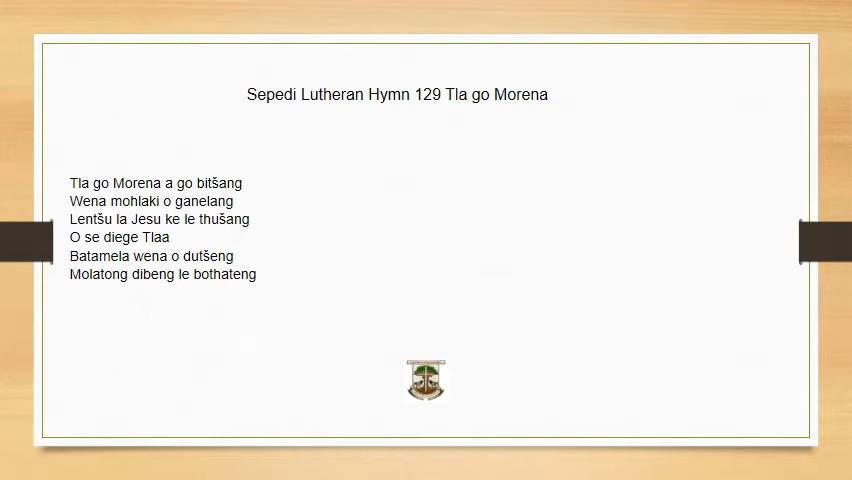 Sepedi Lutheran Hymn 129 Tla go Morena
Tla go Morena a go bitšang
Wena mohlaki o ganelang
Lentšu la Jesu ke le thušang
O se diege Tlaa
Batamela wena o dutšeng
Molatong dibeng le bothateng